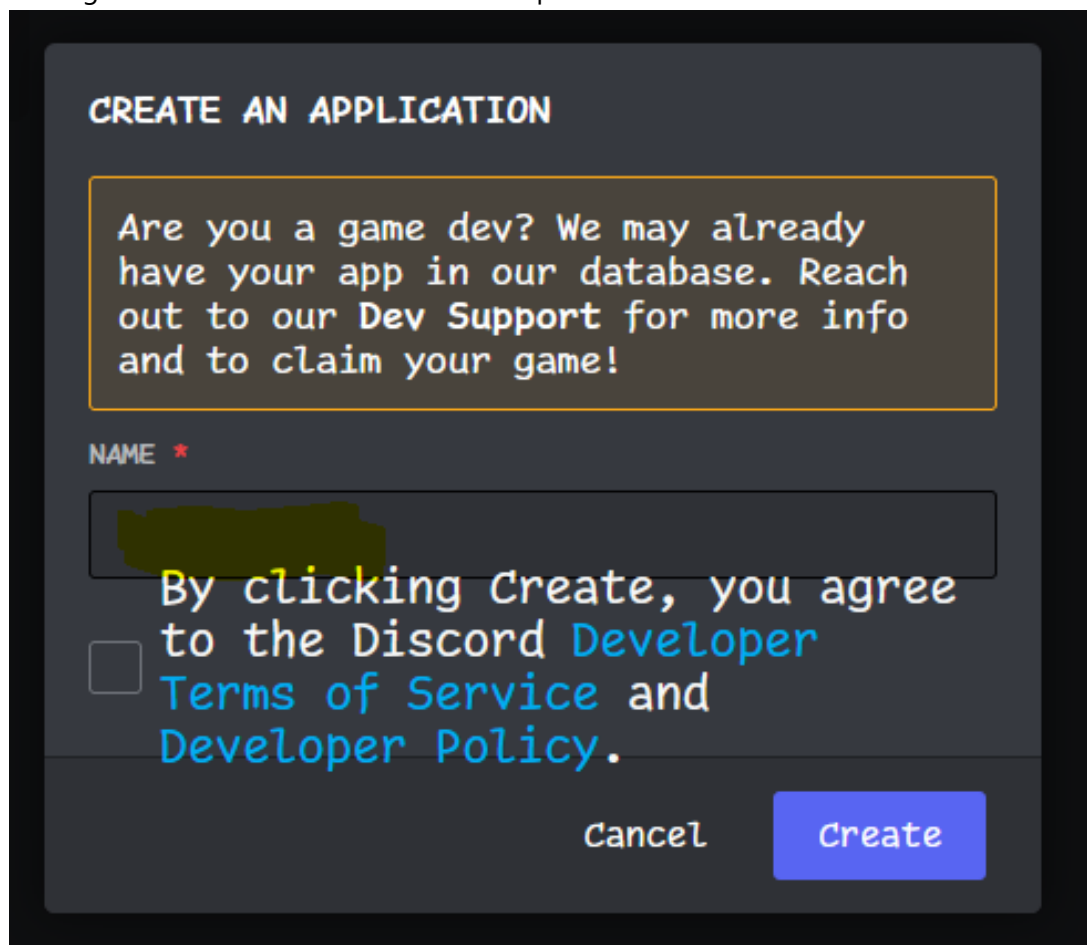 CREATE AN APPLICATION
Are you a game dev? We may already
have your app in our database. Reach
out to our Dev Support for more info
and to claim your game!
NAME *
By clicking Create, you agree
to the Discord Developer
Terms of Service and
Developer Policy.
Cancel
Create